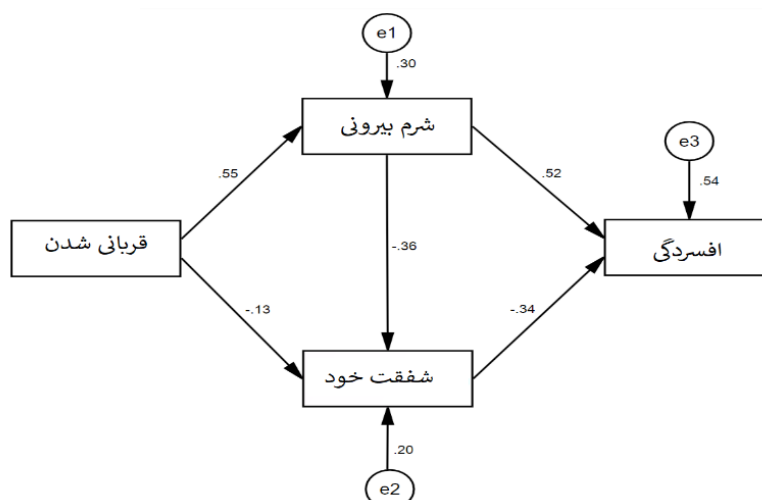 e1
.30
شرم بیرونی
e3
.55
.52
.54
قربانی شدن
-.36
افسردگی
-.13
-.34
شفقت خود
.20
e2